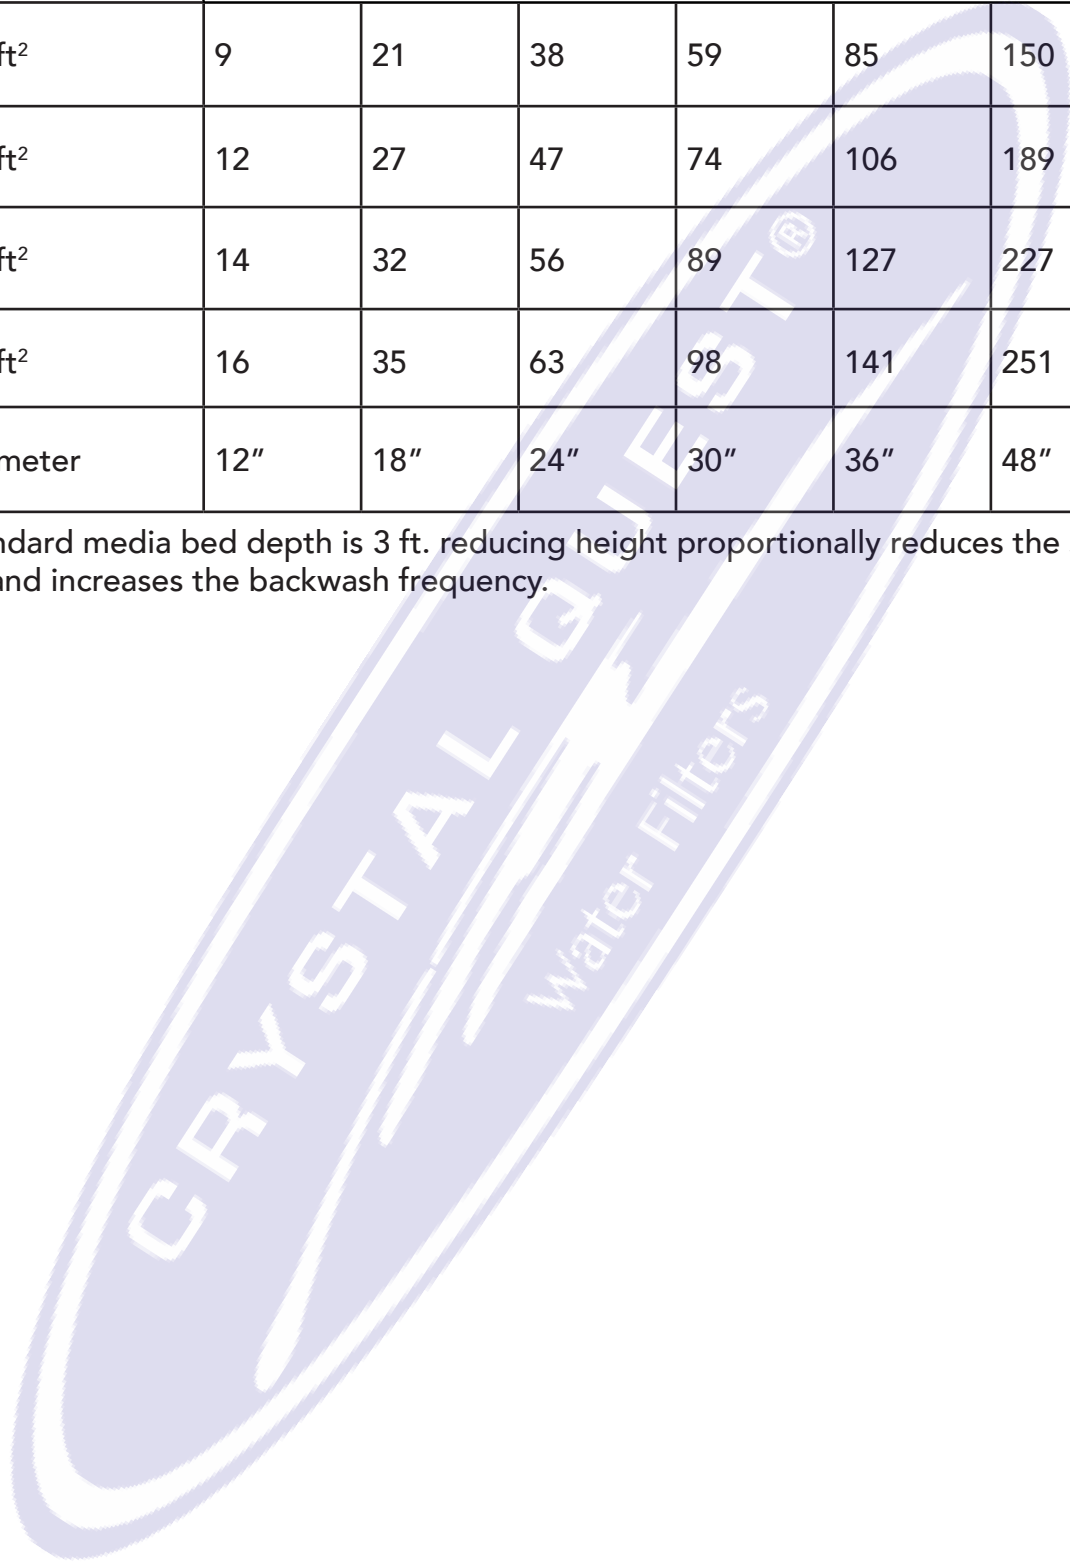 ft² 9 21 38 59 85 150
ft² 12 27 47 74 106 189
ft² 14 32 56 89 127 227
ft² 16 35 63 98 141 251
meter 12” 18” 24” 30” 36” 48”
ndard media bed depth is 3 ft. reducing height proportionally reduces the
and increases the backwash frequency.
CRYSTAL QUEST®
Water Filters